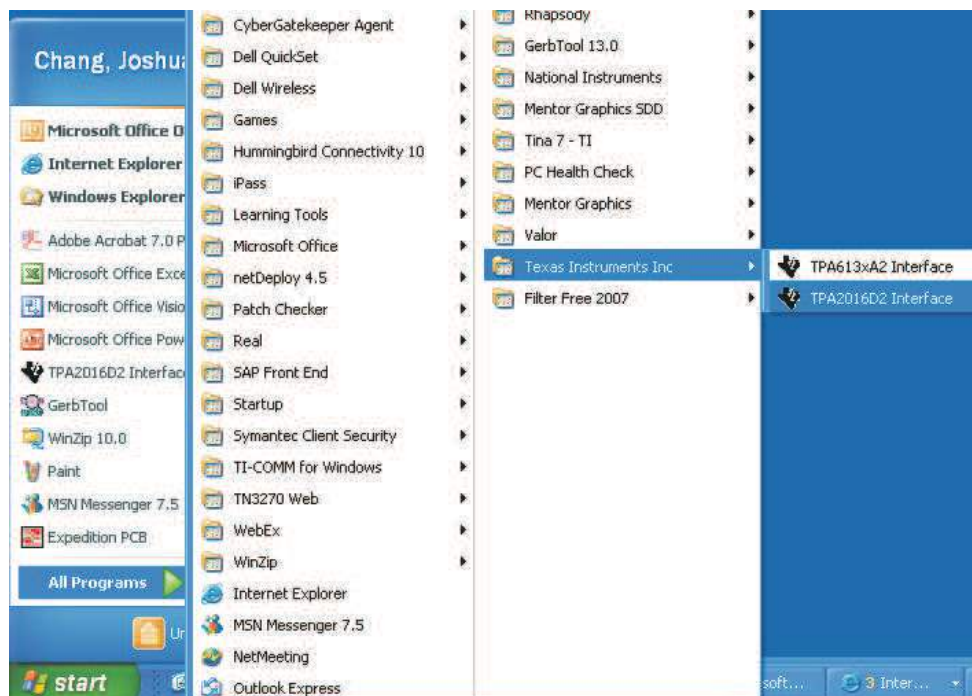 Chang, Joshua
Microsoft Office O
Internet Explorer
Windows Explorer
Adobe Acrobat 7.0 P
Microsoft Office Exce
Microsoft Office Visio
Microsoft Office Pow
TPA2016D2 Interfac
GerbTool
WinZip 10.0
Paint
MSN Messenger 7.5
Expedition PCB
All Programs
start
CyberGatekeeper Agent
Dell QuickSet
Dell Wireless
Games
Hummingbird Connectivity 10
iPass
Learning Tools
Microsoft Office
netDeploy 4.5
Patch Checker
Real
SAP Front End
Startup
Symantec Client Security
TI-COMM for Windows
TN3270 Web
WebEx
WinZip
Internet Explorer
MSN Messenger 7.5
NetMeeting
Outlook Express
Rhapsody
GerbTool 13.0
National Instruments
Mentor Graphics SDD
Tina 7 - TI
PC Health Check
Mentor Graphics
Valor
Texas Instruments Inc
Filter Free 2007
TPA613xA2 Interface
TPA2016D2 Interface
soft...
3 Inter...